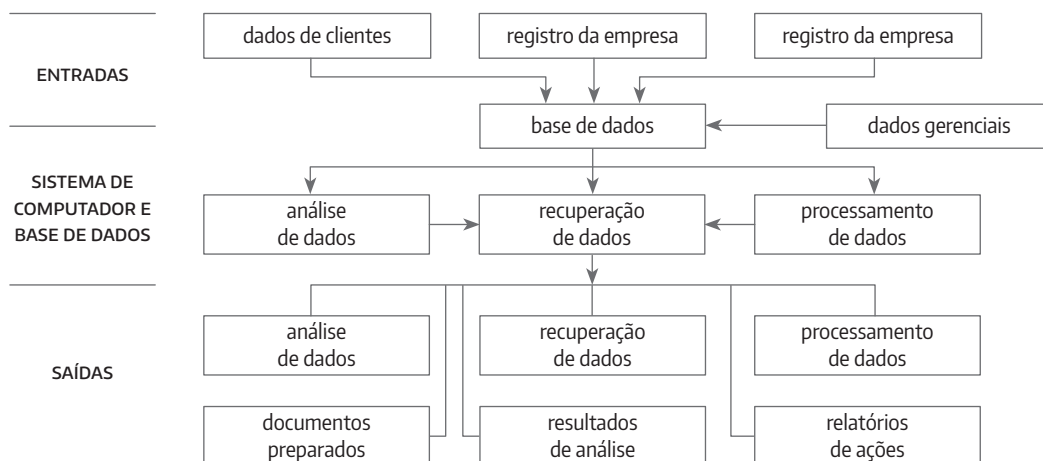 dados de clientes
registro da empresa
registro da empresa
ENTRADAS
base de dados
dados gerenciais
SISTEMA DE
COMPUTADOR E
BASE DE DADOS
análise
de dados
recuperação
de dados
processamento
de dados
SAÍDAS
análise
de dados
recuperação
de dados
processamento
de dados
documentos
preparados
resultados
de análise
relatórios
de ações